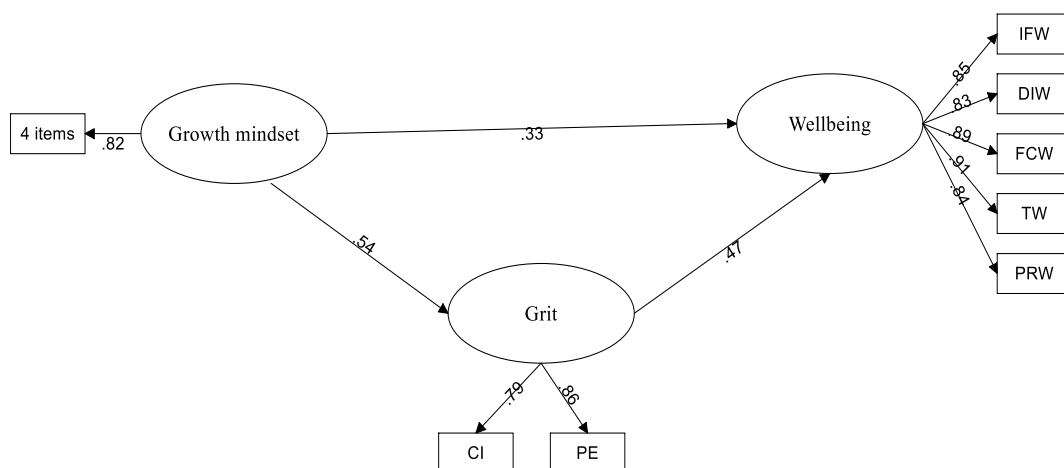 IFW
.85
DIW
.83
4 items
.82
Growth mindset
.33
Wellbeing
.89
FCW
.91
TW
.84
PRW
.54
.47
Grit
.79
.86
CI
PE